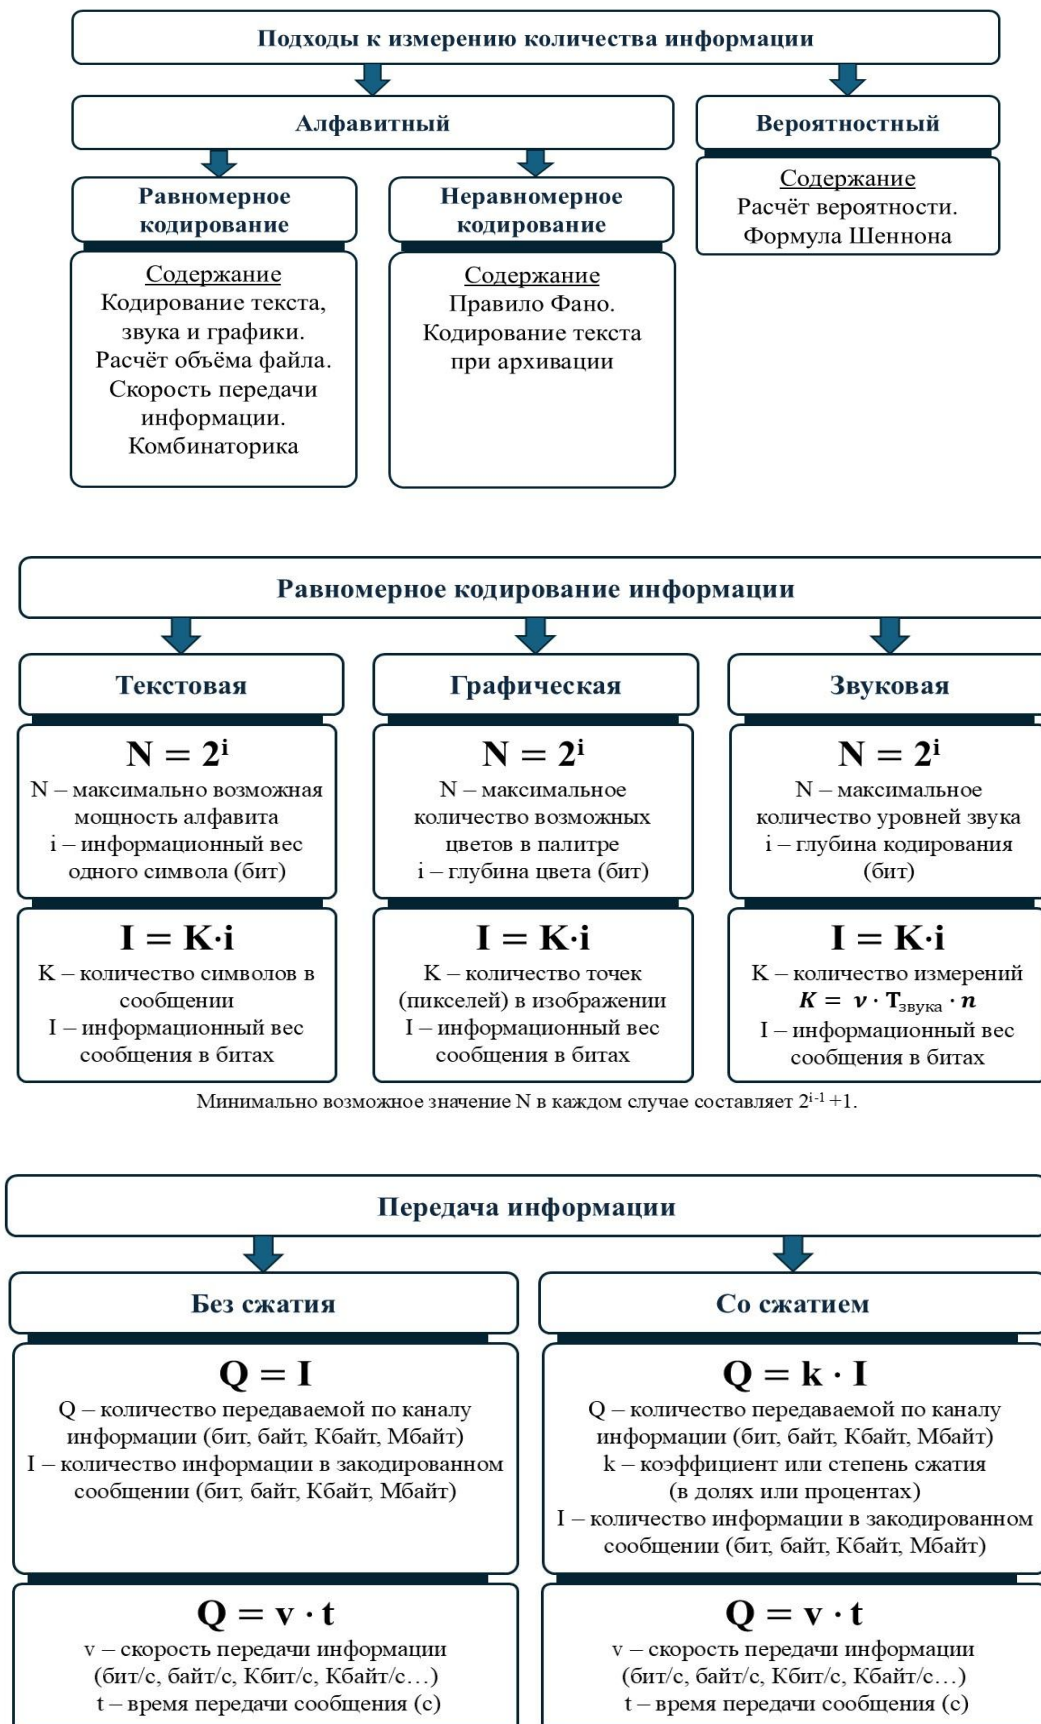 Подходы к измерению количества информации
Алфавитный
Вероятностный
Равномерное
кодирование
Неравномерное
кодирование
Содержание
Расчёт вероятности.
Формула Шеннона
Содержание
Кодирование текста,
звука и графики.
Расчёт объёма файла.
Скорость передачи
информации.
Комбинаторика
Содержание
Правило Фано.
Кодирование текста
при архивации
Равномерное кодирование информации
Текстовая
N = 2ⁱ
N – максимально возможная
мощность алфавита
i – информационный вес
одного символа (бит)
I = K·i
K – количество символов в
сообщении
I – информационный вес
сообщения в битах
Графическая
N = 2ⁱ
N – максимальное
количество возможных
цветов в палитре
i – глубина цвета (бит)
I = K·i
K – количество точек
(пикселей) в изображении
I – информационный вес
сообщения в битах
Звуковая
N = 2ⁱ
N – максимальное
количество уровней звука
i – глубина кодирования
(бит)
I = K·i
K – количество измерений
K = ν · Tзвука · n
I – информационный вес
сообщения в битах
Минимально возможное значение N в каждом случае составляет 2ⁱ⁻¹+1.
Передача информации
Без сжатия
Q = I
Q – количество передаваемой по каналу
информации (бит, байт, Кбайт, Мбайт)
I – количество информации в закодированном
сообщении (бит, байт, Кбайт, Мбайт)
Q = v · t
v – скорость передачи информации
(бит/с, байт/с, Кбит/с, Кбайт/с…)
t – время передачи сообщения (с)
Со сжатием
Q = k · I
Q – количество передаваемой по каналу
информации (бит, байт, Кбайт, Мбайт)
k – коэффициент или степень сжатия
(в долях или процентах)
I – количество информации в закодированном
сообщении (бит, байт, Кбайт, Мбайт)
Q = v · t
v – скорость передачи информации
(бит/с, байт/с, Кбит/с, Кбайт/с…)
t – время передачи сообщения (с)